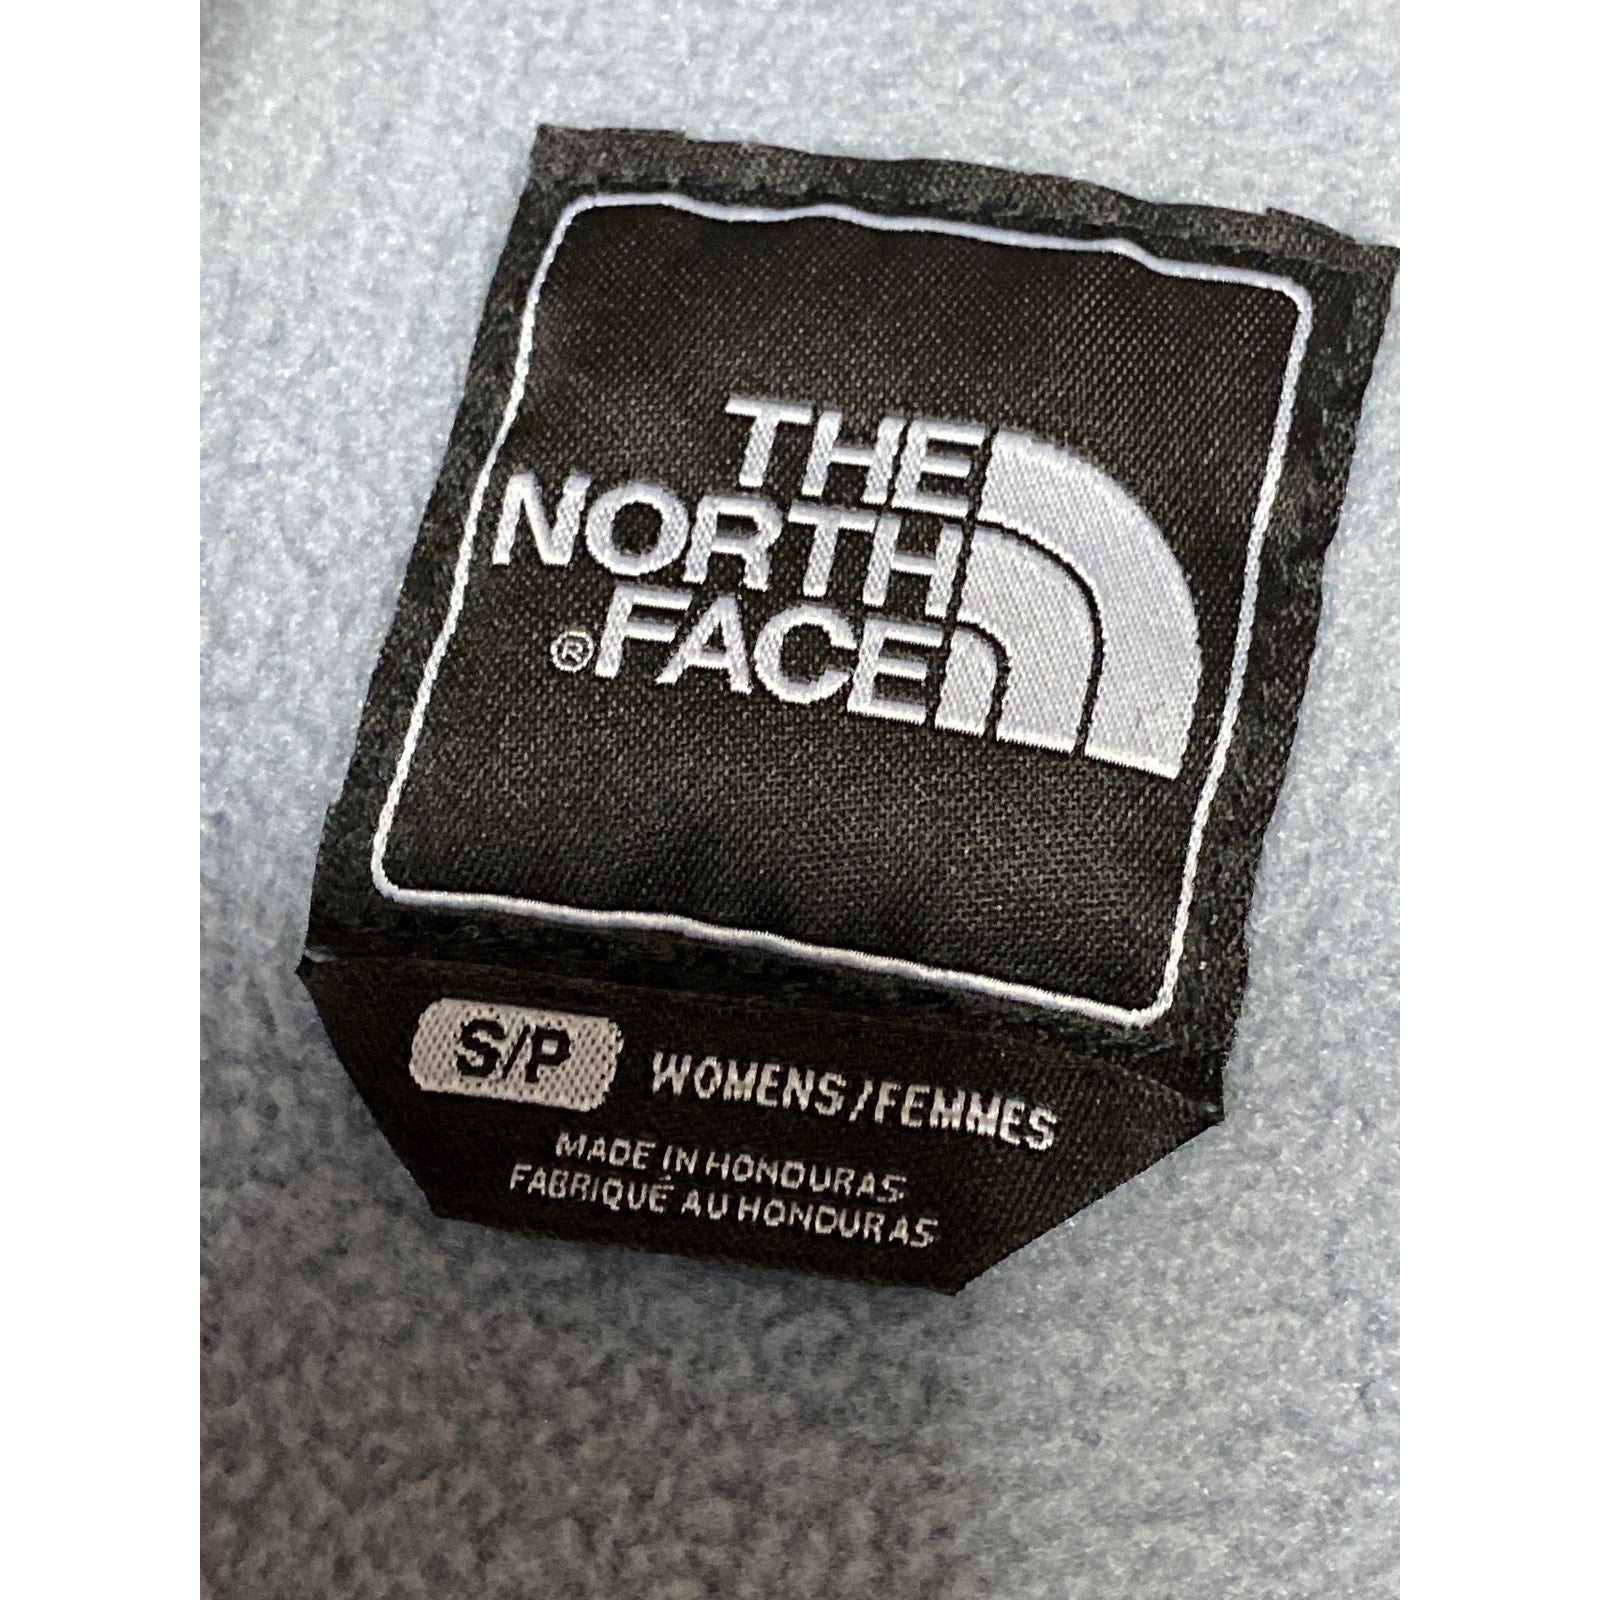 THE
NORTH
®FACE
S/P WOMENS/FEMMES
MADE IN HONDURAS
FABRIQUÉ AU HONDURAS